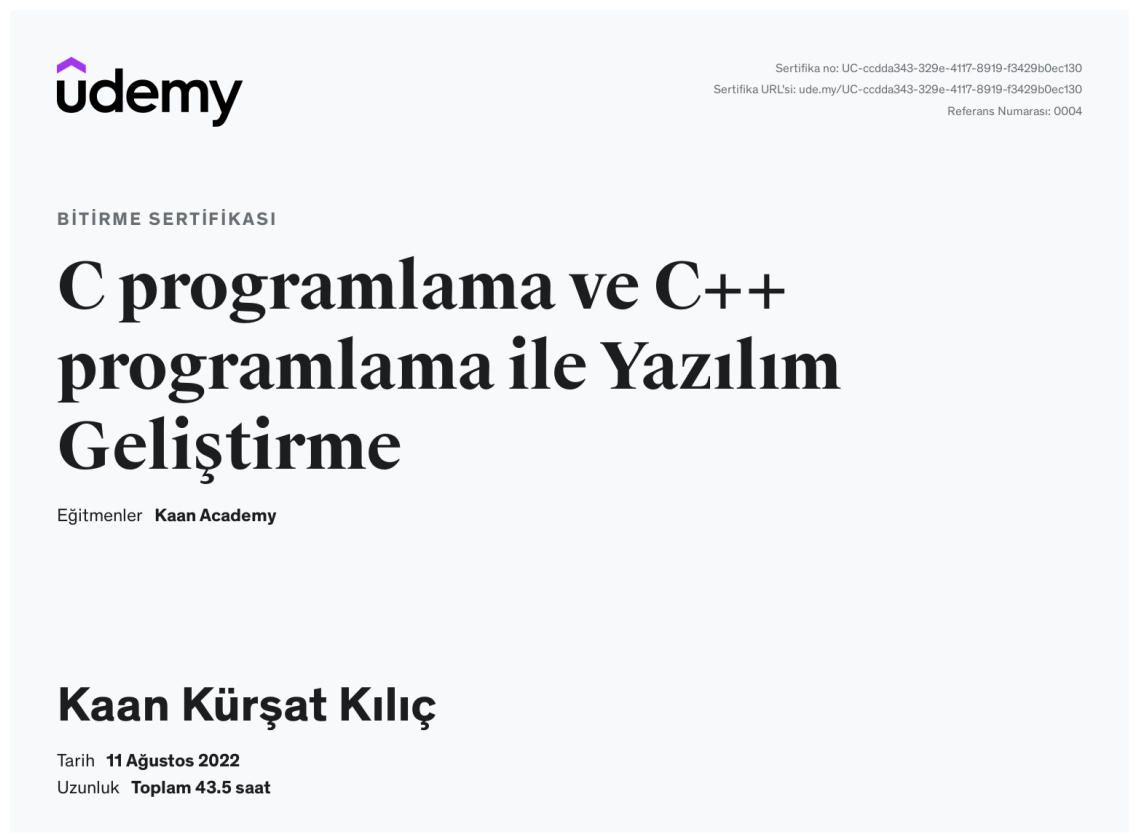 ûdemy
Sertifika no: UC-ccdda343-329e-4117-8919-f3429b0ec130
Sertifika URL'si: ude.my/UC-ccdda343-329e-4117-8919-f3429b0ec130
Referans Numarası: 0004
BİTİRME SERTİFİKASI
C programlama ve C++
programlama ile Yazılım
Geliştirme
Eğitmenler Kaan Academy
Kaan Kürşat Kılıç
Tarih 11 Ağustos 2022
Uzunluk Toplam 43.5 saat